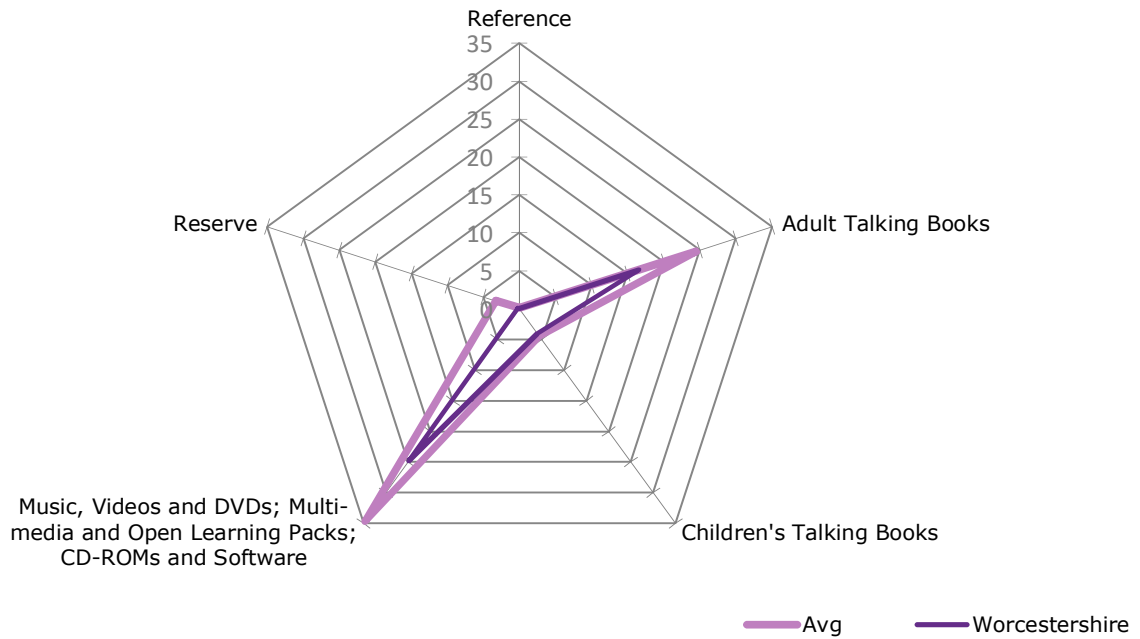 Reference
35
30
25
20
15
10
5
0
Reserve
Adult Talking Books
Music, Videos and DVDs; Multi-
media and Open Learning Packs;
CD-ROMs and Software
Children's Talking Books
Avg
Worcestershire